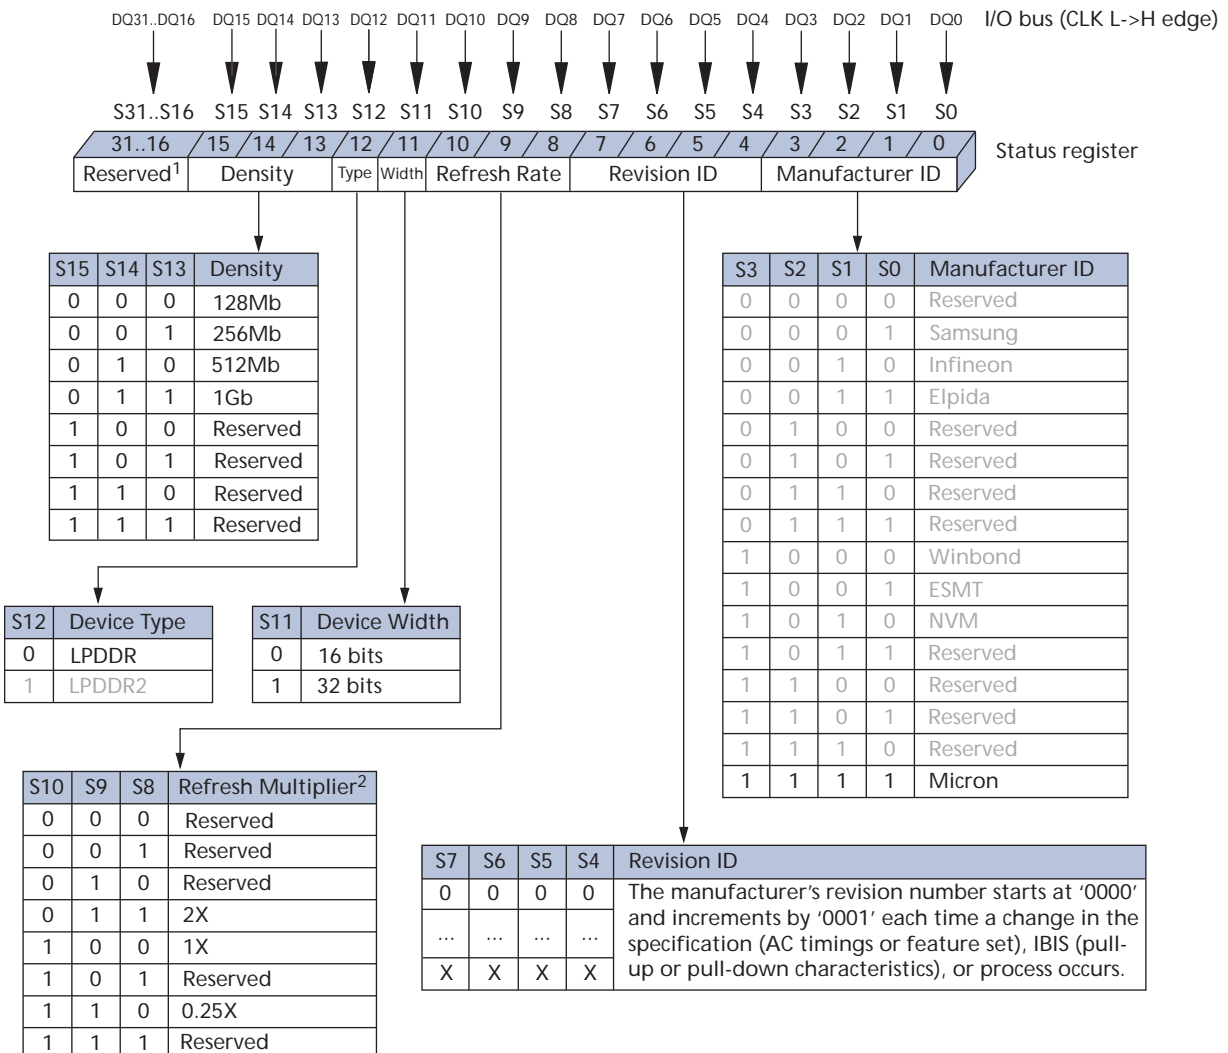 DQ31..DQ16 DQ15 DQ14 DQ13 DQ12 DQ11 DQ10 DQ9 DQ8 DQ7 DQ6 DQ5 DQ4 DQ3 DQ2 DQ1 DQ0 I/O bus (CLK L->H edge)
S31..S16 S15 S14 S13 S12 S11 S10 S9 S8 S7 S6 S5 S4 S3 S2 S1 S0
31..16 15 14 13 12 11 10 9 8 7 6 5 4 3 2 1 0 Status register
Reserved1 Density Type Width Refresh Rate Revision ID Manufacturer ID
S15 S14 S13 Density
0 0 0 128Mb
0 0 1 256Mb
0 1 0 512Mb
0 1 1 1Gb
1 0 0 Reserved
1 0 1 Reserved
1 1 0 Reserved
1 1 1 Reserved
S3 S2 S1 S0 Manufacturer ID
0 0 0 0 Reserved
0 0 0 1 Samsung
0 0 1 0 Infineon
0 0 1 1 Elpida
0 1 0 0 Reserved
0 1 0 1 Reserved
0 1 1 0 Reserved
0 1 1 1 Reserved
1 0 0 0 Winbond
1 0 0 1 ESMT
1 0 1 0 NVM
1 0 1 1 Reserved
1 1 0 0 Reserved
1 1 0 1 Reserved
1 1 1 0 Reserved
1 1 1 1 Micron
S12 Device Type
0 LPDDR
1 LPDDR2
S11 Device Width
0 16 bits
1 32 bits
S10 S9 S8 Refresh Multiplier2
0 0 0 Reserved
0 0 1 Reserved
0 1 0 Reserved
0 1 1 2X
1 0 0 1X
1 0 1 Reserved
1 1 0 0.25X
1 1 1 Reserved
S7 S6 S5 S4 Revision ID
0 0 0 0 The manufacturer's revision number starts at '0000'
and increments by '0001' each time a change in the
... ... ... ... specification (AC timings or feature set), IBIS (pull-
X X X X up or pull-down characteristics), or process occurs.